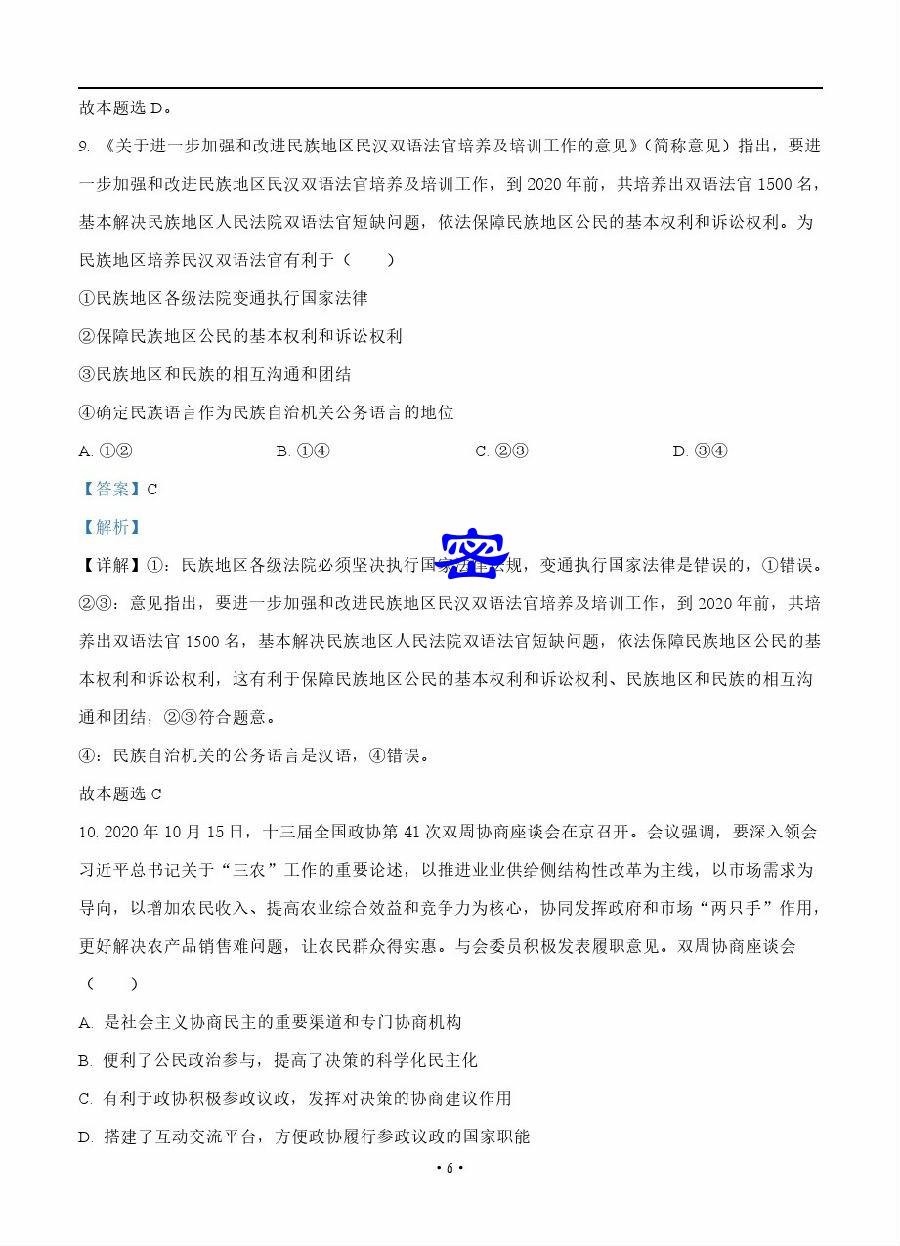 故本题选 D。
9. 《关于进一步加强和改进民族地区民汉双语法官培养及培训工作的意见》（简称意见）指出，要进
一步加强和改进民族地区民汉双语法官培养及培训工作，到 2020 年前，共培养出双语法官 1500 名，
基本解决民族地区人民法院双语法官短缺问题，依法保障民族地区公民的基本权利和诉讼权利。为
民族地区培养民汉双语法官有利于（　　）
①民族地区各级法院变通执行国家法律
②保障民族地区公民的基本权利和诉讼权利
③民族地区和民族的相互沟通和团结
④确定民族语言作为民族自治机关公务语言的地位
A. ①② B. ①④ C. ②③ D. ③④
【答案】C
【解析】
【详解】①：民族地区各级法院必须坚决执行国家法律法规，变通执行国家法律是错误的，①错误。
密
②③：意见指出，要进一步加强和改进民族地区民汉双语法官培养及培训工作，到 2020 年前，共培
养出双语法官 1500 名，基本解决民族地区人民法院双语法官短缺问题，依法保障民族地区公民的基
本权利和诉讼权利，这有利于保障民族地区公民的基本权利和诉讼权利、民族地区和民族的相互沟
通和团结，②③符合题意。
④：民族自治机关的公务语言是汉语，④错误。
故本题选 C
10. 2020 年 10 月 15 日，十三届全国政协第 41 次双周协商座谈会在京召开。会议强调，要深入领会
习近平总书记关于“三农”工作的重要论述，以推进业业供给侧结构性改革为主线，以市场需求为
导向，以增加农民收入、提高农业综合效益和竞争力为核心，协同发挥政府和市场“两只手”作用，
更好解决农产品销售难问题，让农民群众得实惠。与会委员积极发表履职意见。双周协商座谈会
（　　）
A. 是社会主义协商民主的重要渠道和专门协商机构
B. 便利了公民政治参与，提高了决策的科学化民主化
C. 有利于政协积极参政议政，发挥对决策的协商建议作用
D. 搭建了互动交流平台，方便政协履行参政议政的国家职能
• 6 •